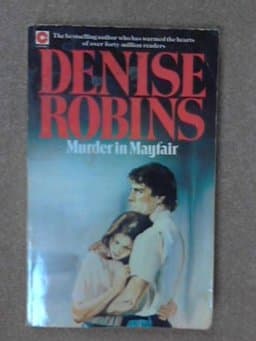 The bestselling author who has warmed the hearts
of over forty million readers
DENISE
ROBINS
Murder in Mayfair